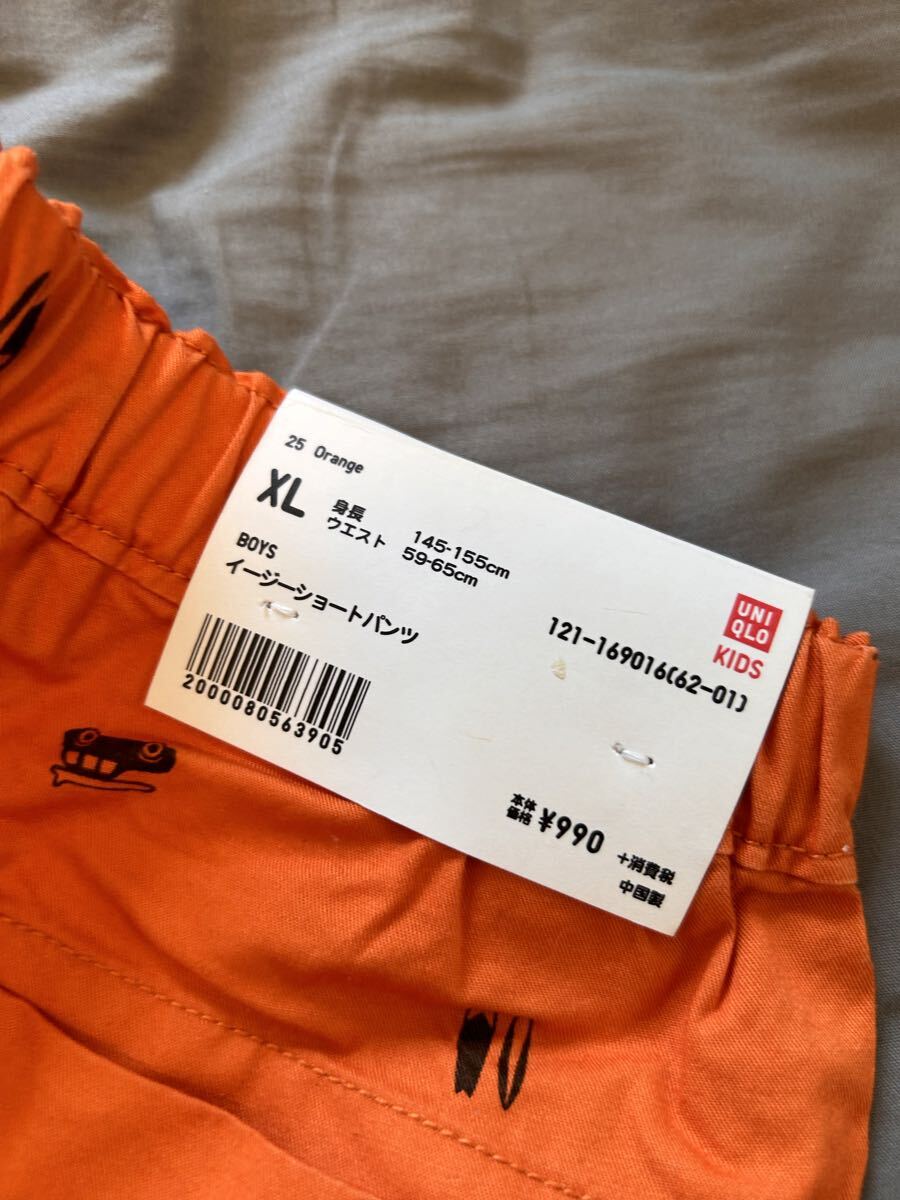 25 Orange
XL
身長 145-155cm
ウエスト 59-65cm
BOYS
イージーショートパンツ
2000080563905
UNI
QLO
KIDS
121-169016(62-01)
本体
価格 ¥990
+消費税
中国製